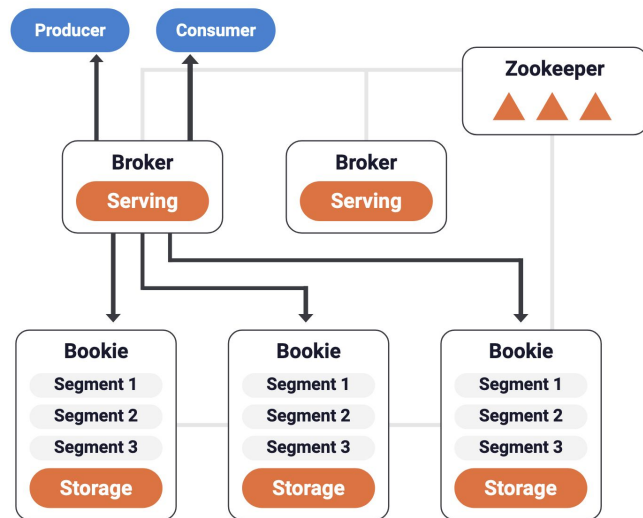 Producer
Consumer
Zookeeper
Broker
Serving
Broker
Serving
Bookie
Segment 1
Segment 2
Segment 3
Storage
Bookie
Segment 1
Segment 2
Segment 3
Storage
Bookie
Segment 1
Segment 2
Segment 3
Storage